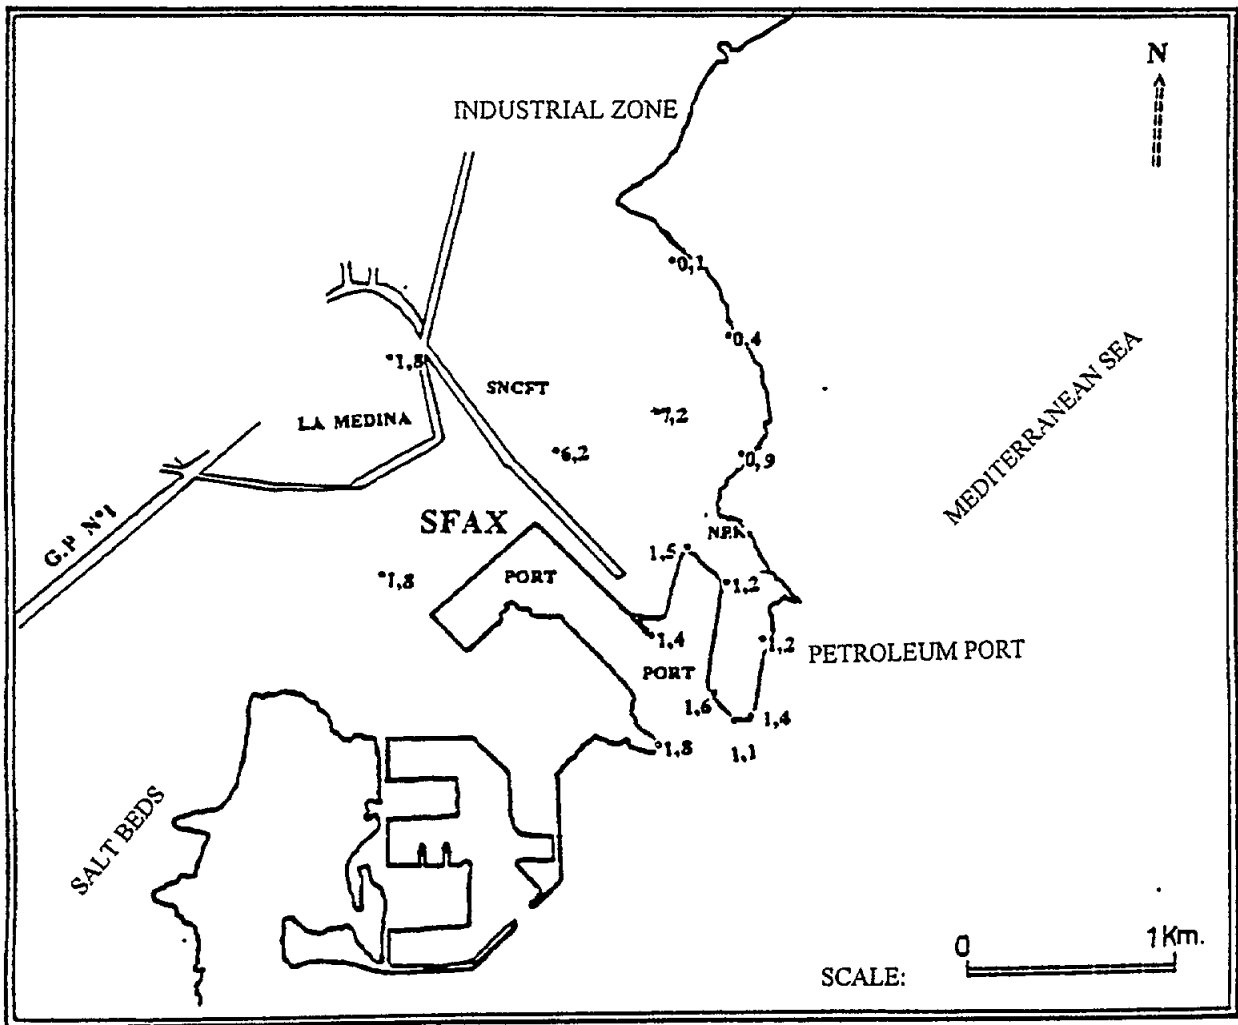 N
INDUSTRIAL ZONE
0,1
0,4
1,8
SNCFT
7,2
LA MEDINA
6,2
0,9
MEDITERRANEAN SEA
G.P N°1
SFAX
N.P.K
1,5
1,8
PORT
1,2
1,4
1,2
PETROLEUM PORT
PORT
1,6
1,4
1,8
1,1
SALT BEDS
0
1Km.
SCALE: